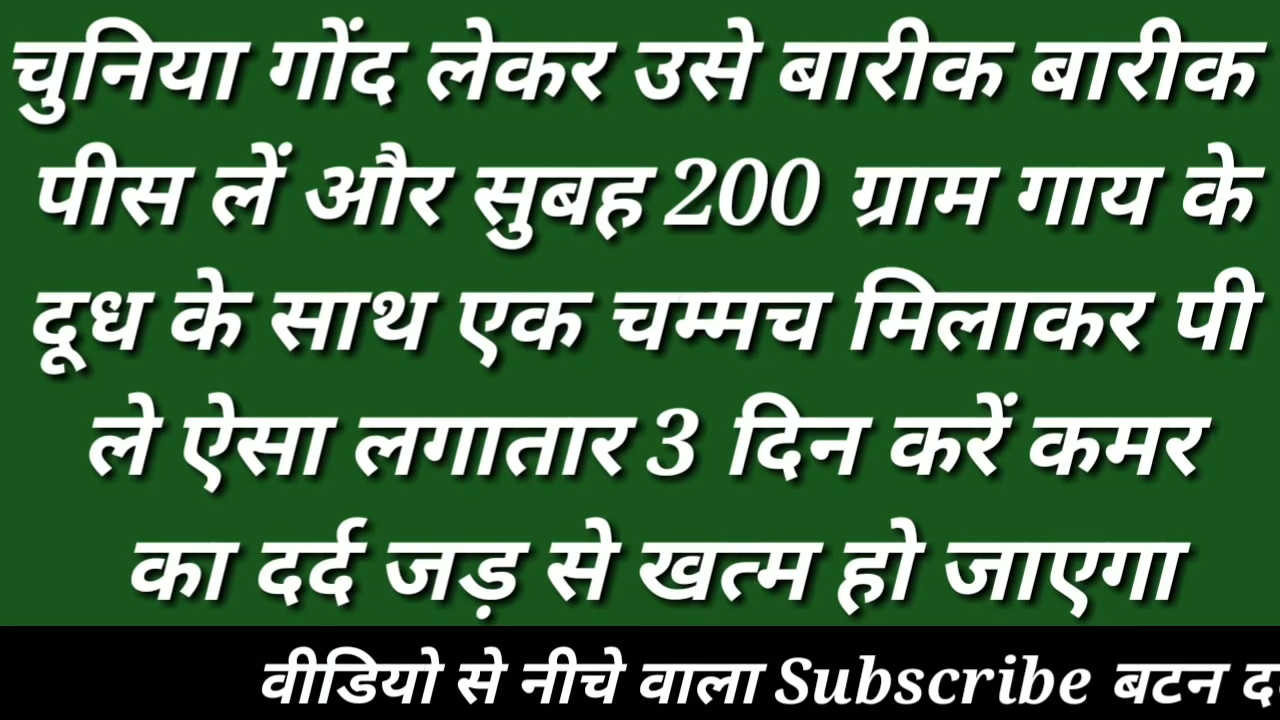 चुनिया गोंद लेकर उसे बारीक बारीक
पीस लें और सुबह 200 ग्राम गाय के
दूध के साथ एक चम्मच मिलाकर पी
ले ऐसा लगातार 3 दिन करें कमर
का दर्द जड़ से खत्म हो जाएगा
वीडियो से नीचे वाला Subscribe बटन